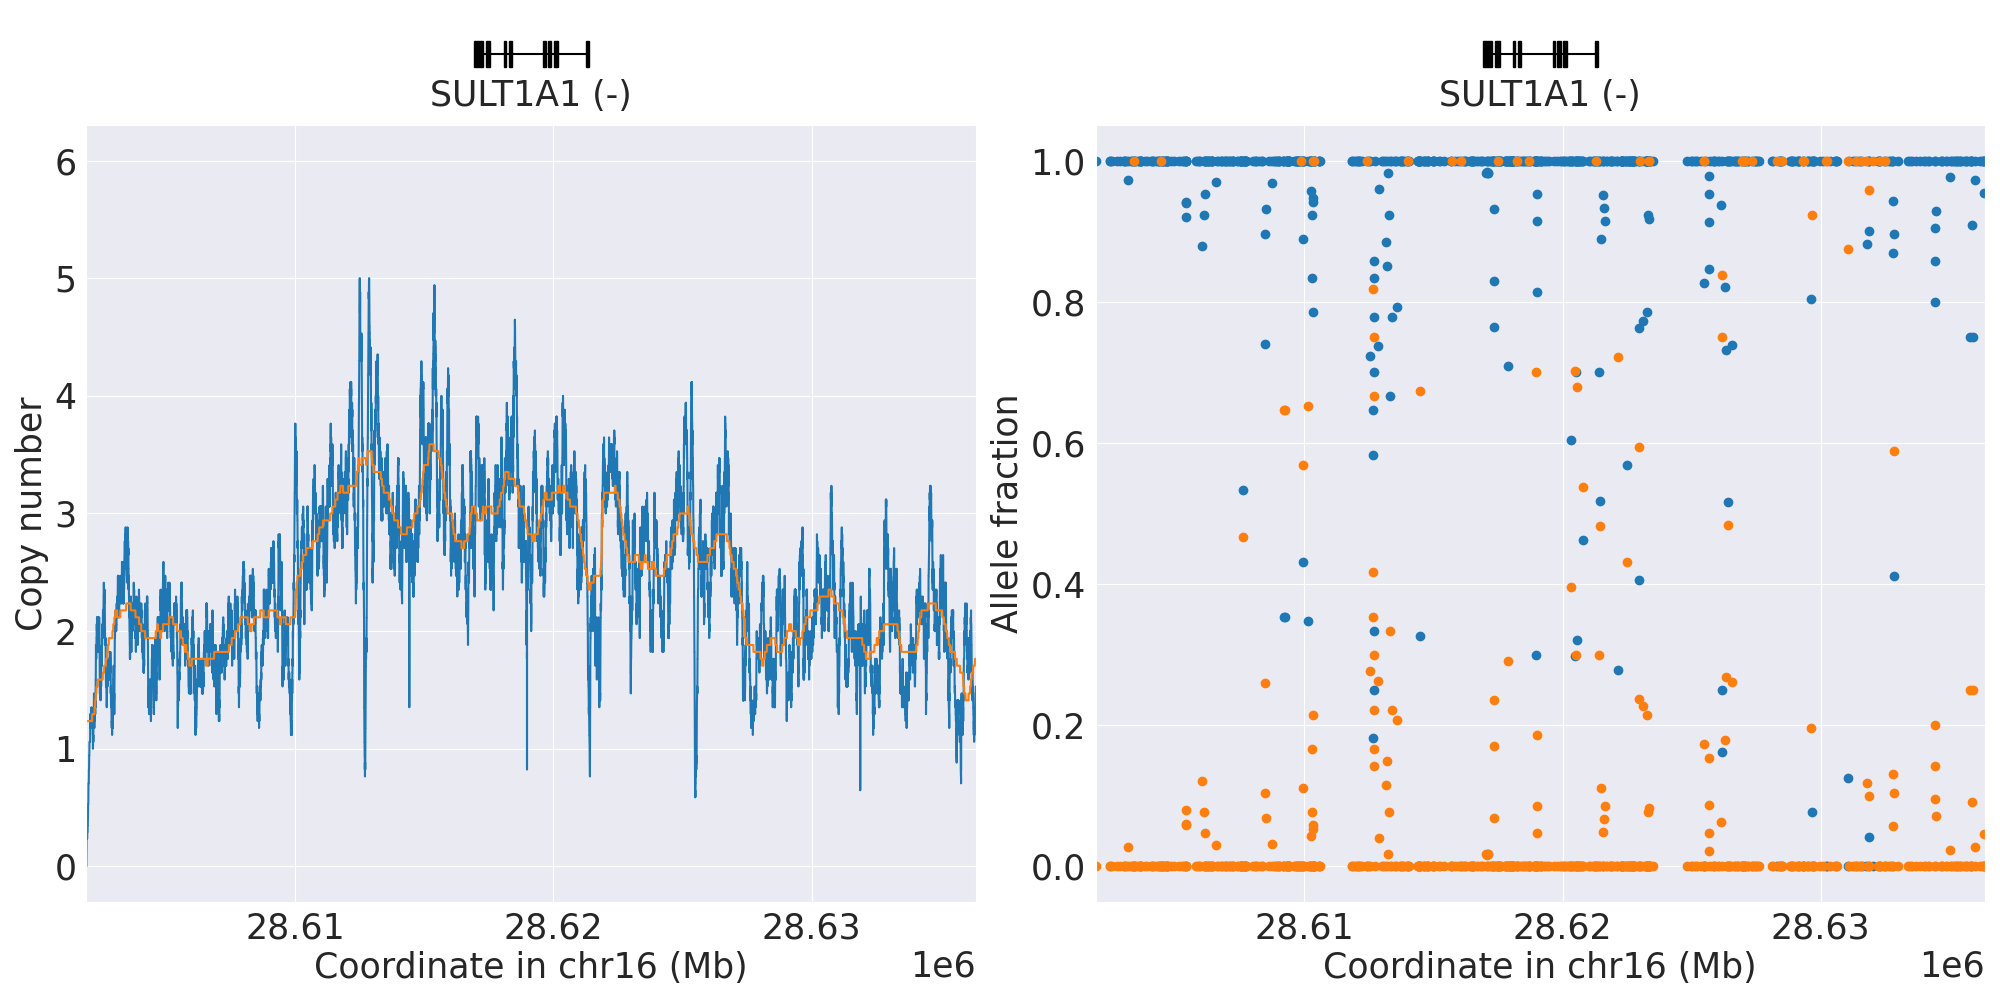 SULT1A1 (-)
Copy number
6
5
4
3
2
1
0
28.61
28.62
28.63
Coordinate in chr16 (Mb)
1e6
SULT1A1 (-)
Allele fraction
1.0
0.8
0.6
0.4
0.2
0.0
28.61
28.62
28.63
Coordinate in chr16 (Mb)
1e6